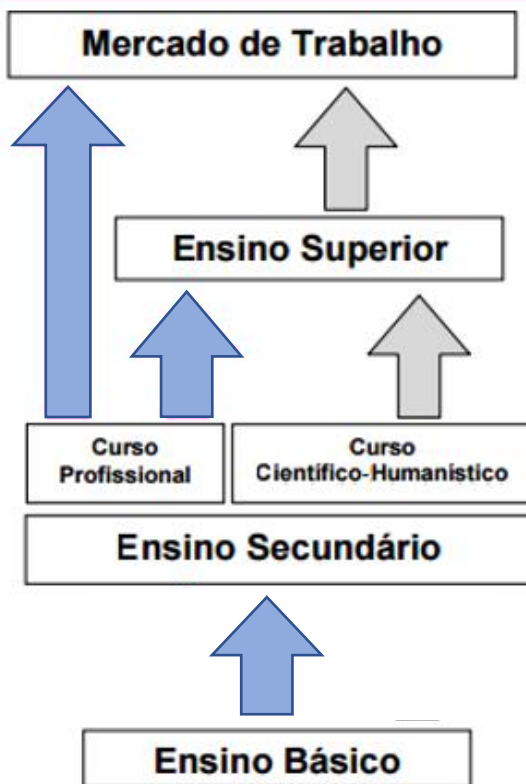 Mercado de Trabalho
Ensino Superior
Curso
Profissional
Curso
Científico-Humanístico
Ensino Secundário
Ensino Básico